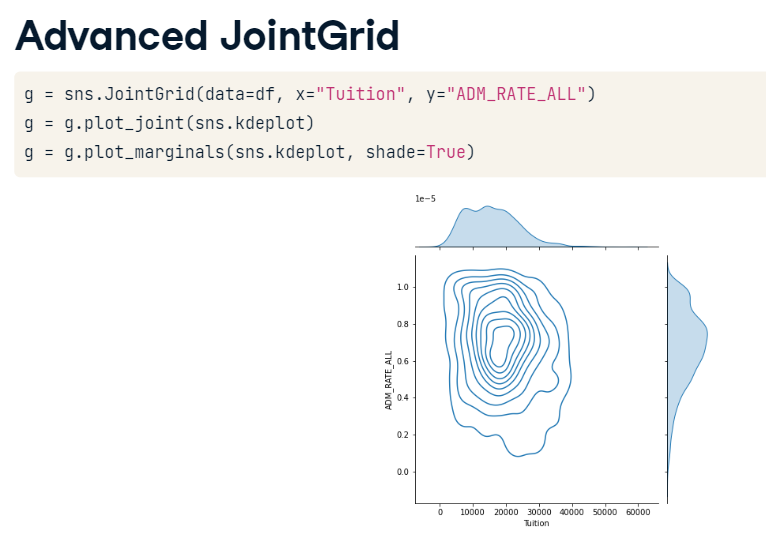 Advanced JointGrid
g = sns.JointGrid(data=df, x="Tuition", y="ADM_RATE_ALL")
g = g.plot_joint(sns.kdeplot)
g = g.plot_marginals(sns.kdeplot, shade=True)
1e−5
1.0
0.8
0.6
0.4
0.2
0.0
ADM_RATE_ALL
0 10000 20000 30000 40000 50000 60000
Tuition